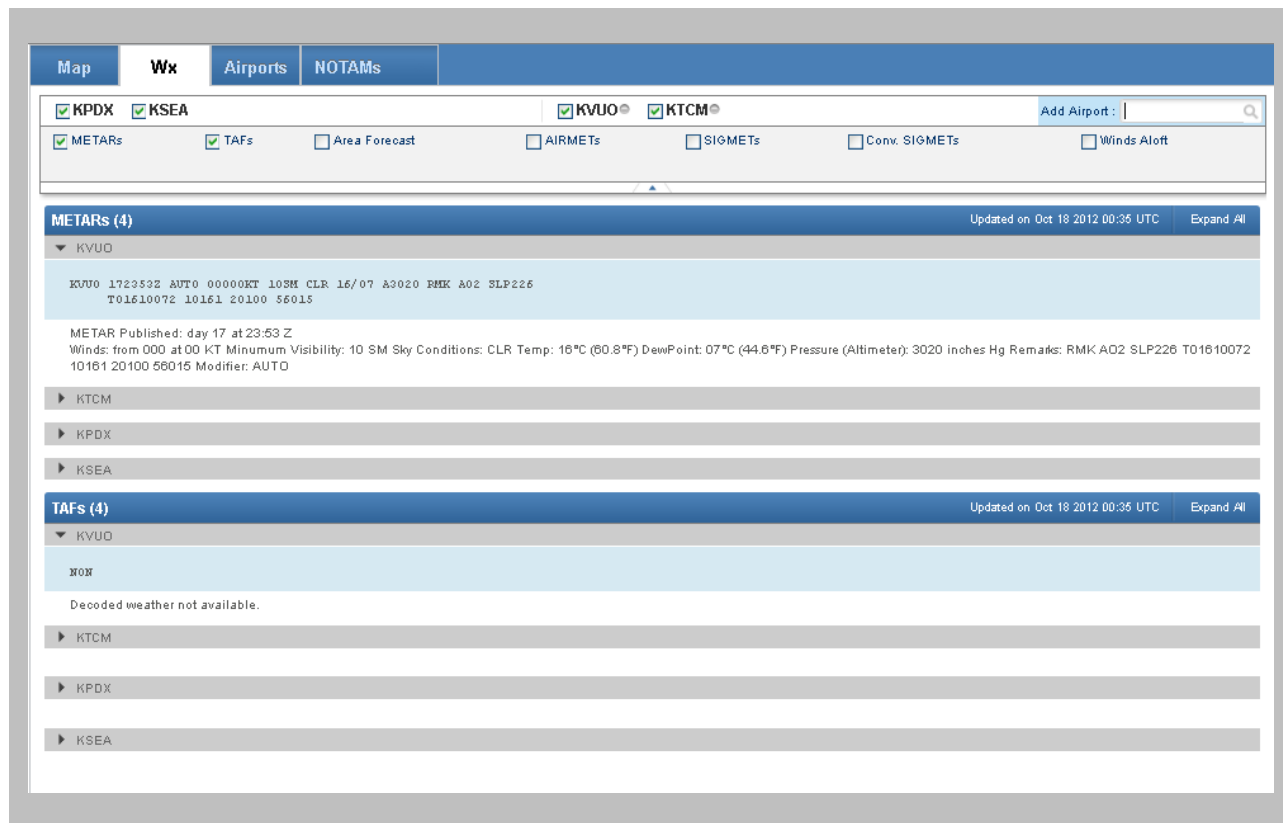 Map Wx Airports NOTAMs
KPDX KSEA KVUO KTCM Add Airport :
METARs TAFs Area Forecast AIRMETs SIGMETs Conv. SIGMETs Winds Aloft
METARs (4) Updated on Oct 18 2012 00:35 UTC Expand All
KVUO
KVUO 172353Z AUTO 00000KT 10SM CLR 16/07 A3020 RMK AO2 SLP226
T01610072 10161 20100 56015
METAR Published: day 17 at 23:53 Z
Winds: from 000 at 00 KT Minumum Visibility: 10 SM Sky Conditions: CLR Temp: 16°C (60.8°F) DewPoint: 07°C (44.6°F) Pressure (Altimeter): 3020 inches Hg Remarks: RMK AO2 SLP226 T01610072
10161 20100 56015 Modifier: AUTO
KTCM
KPDX
KSEA
TAFs (4) Updated on Oct 18 2012 00:35 UTC Expand All
KVUO
NON
Decoded weather not available.
KTCM
KPDX
KSEA